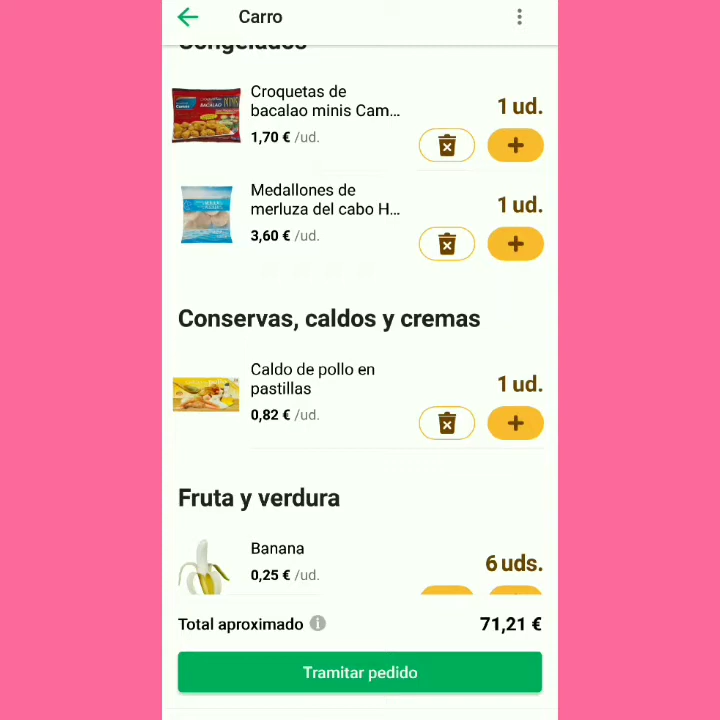 Carro
Congelados
Croquetas de
bacalao minis Cam...
1,70 € /ud.
1 ud.
BACALAO
MINIS
Medallones de
merluza del cabo H...
3,60 € /ud.
1 ud.
Conservas, caldos y cremas
Caldo de pollo en
pastillas
0,82 € /ud.
1 ud.
Fruta y verdura
Banana
0,25 € /ud.
6 uds.
Total aproximado
71,21 €
Tramitar pedido